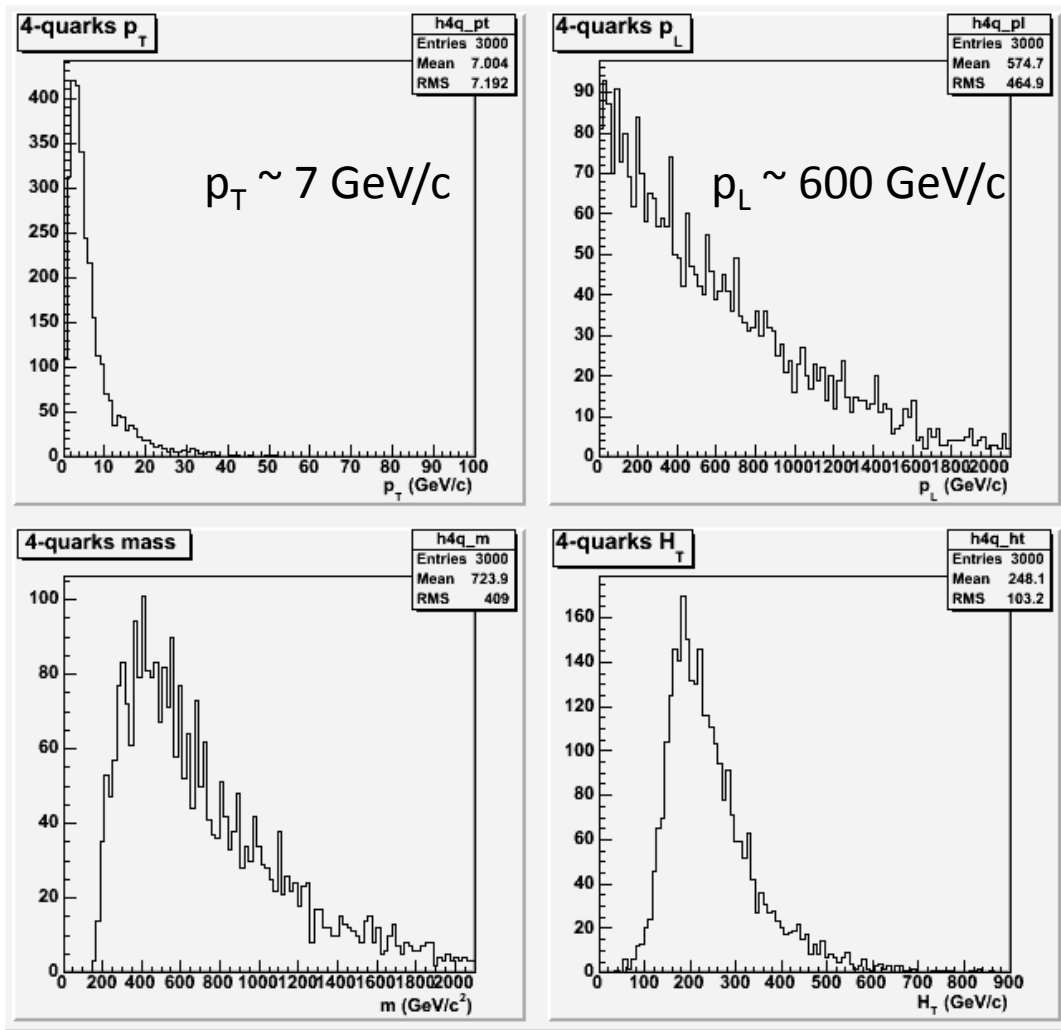 4-quarks p_T
h4q_pt
Entries 3000
Mean 7.004
RMS 7.192
400
350
300
250
200
150
100
50
0
p_T ~ 7 GeV/c
0 10 20 30 40 50 60 70 80 90 100
p_T (GeV/c)
4-quarks p_L
h4q_pl
Entries 3000
Mean 574.7
RMS 464.9
90
80
70
60
50
40
30
20
10
0
p_L ~ 600 GeV/c
0 200 400 600 800 1000 1200 1400 1600 1800 2000
p_L (GeV/c)
4-quarks mass
h4q_m
Entries 3000
Mean 723.9
RMS 409
100
80
60
40
20
0
0 200 400 600 800 1000 1200 1400 1600 1800 2000
m (GeV/c²)
4-quarks H_T
h4q_ht
Entries 3000
Mean 248.1
RMS 103.2
160
140
120
100
80
60
40
20
0
0 100 200 300 400 500 600 700 800 900
H_T (GeV/c)